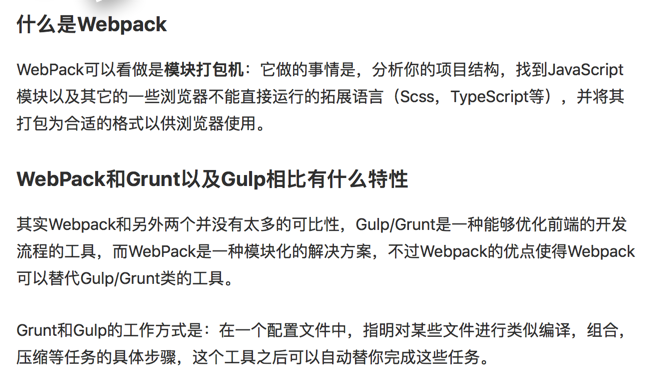 什么是Webpack
WebPack可以看做是模块打包机：它做的事情是，分析你的项目结构，找到JavaScript
模块以及其它的一些浏览器不能直接运行的拓展语言（Scss，TypeScript等），并将其
打包为合适的格式以供浏览器使用。
WebPack和Grunt以及Gulp相比有什么特性
其实Webpack和另外两个并没有太多的可比性，Gulp/Grunt是一种能够优化前端的开发
流程的工具，而WebPack是一种模块化的解决方案，不过Webpack的优点使得Webpack
可以替代Gulp/Grunt类的工具。
Grunt和Gulp的工作方式是：在一个配置文件中，指明对某些文件进行类似编译，组合，
压缩等任务的具体步骤，这个工具之后可以自动替你完成这些任务。